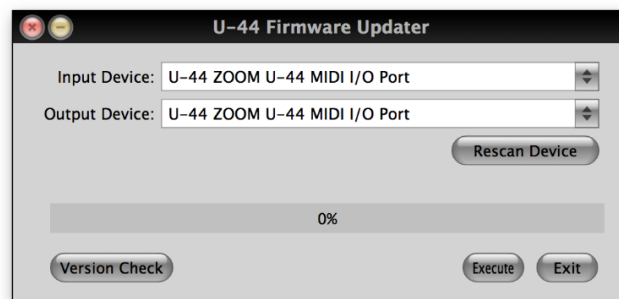 U-44 Firmware Updater
Input Device: U-44 ZOOM U-44 MIDI I/O Port
Output Device: U-44 ZOOM U-44 MIDI I/O Port
Rescan Device
0%
Version Check Execute Exit